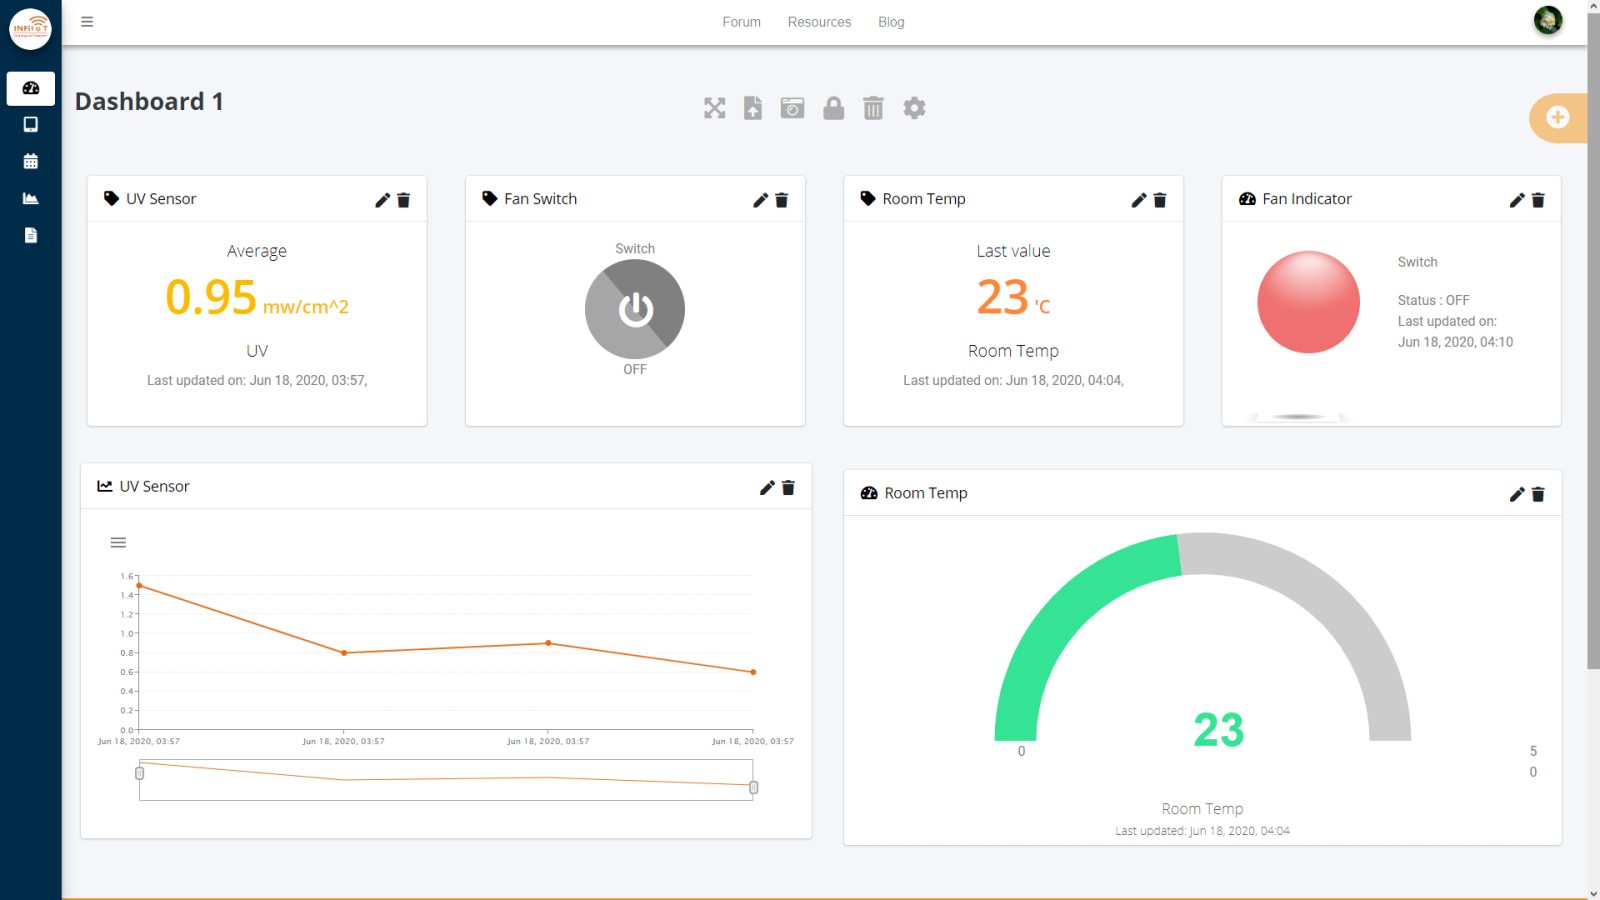 INFIIOT
Forum Resources Blog
Dashboard 1
UV Sensor
Average
0.95 mw/cm^2
UV
Last updated on: Jun 18, 2020, 03:57,
Fan Switch
Switch
OFF
Room Temp
Last value
23 'C
Room Temp
Last updated on: Jun 18, 2020, 04:04,
Fan Indicator
Switch
Status : OFF
Last updated on:
Jun 18, 2020, 04:10
UV Sensor
1.6
1.4
1.2
1.0
0.8
0.6
0.4
0.2
0.0
Jun 18, 2020, 03:57 Jun 18, 2020, 03:57 Jun 18, 2020, 03:57 Jun 18, 2020, 03:57
Room Temp
23
0 5
0
Room Temp
Last updated: Jun 18, 2020, 04:04